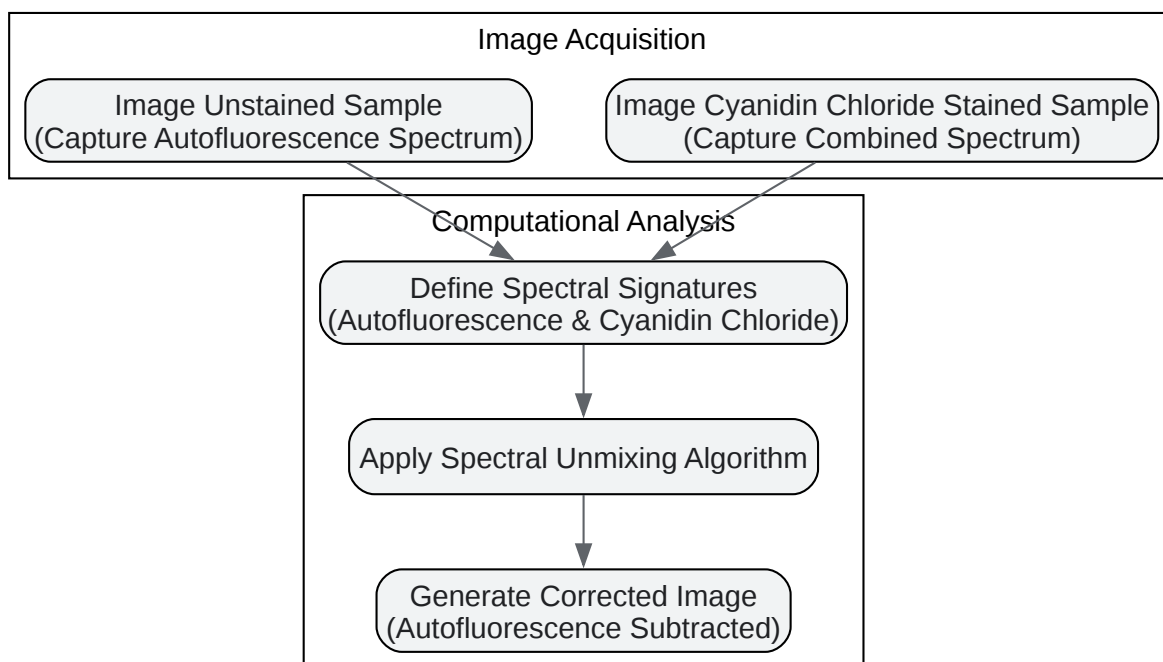 Image Acquisition
Image Unstained Sample
(Capture Autofluorescence Spectrum)
Image Cyanidin Chloride Stained Sample
(Capture Combined Spectrum)
Computational Analysis
Define Spectral Signatures
(Autofluorescence & Cyanidin Chloride)
Apply Spectral Unmixing Algorithm
Generate Corrected Image
(Autofluorescence Subtracted)